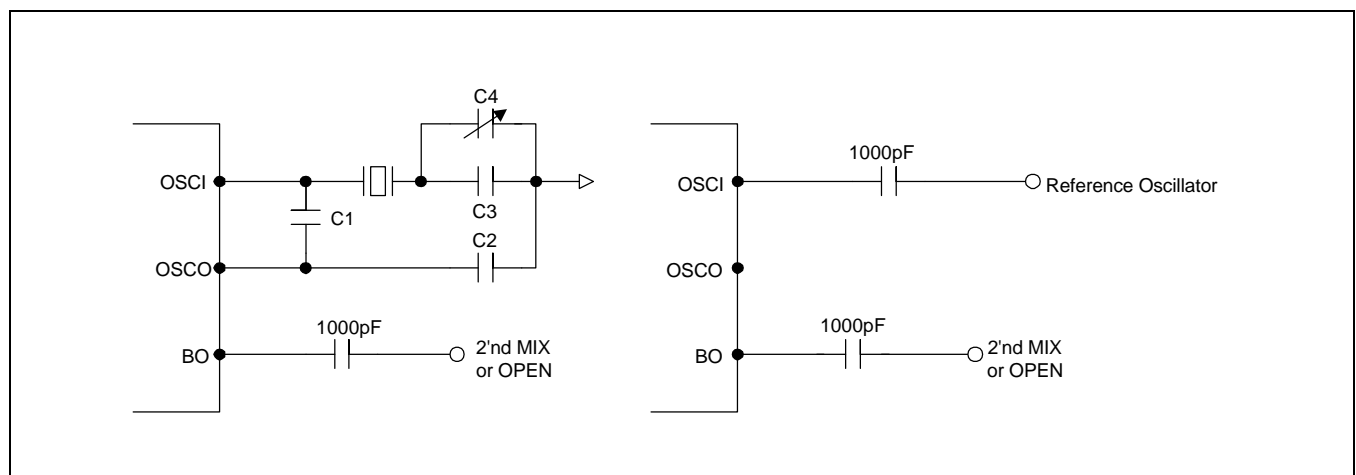 C4
OSCI
C1
C3
C2
OSCO
1000pF
BO
2'nd MIX
or OPEN
1000pF
OSCI
Reference Oscillator
OSCO
1000pF
BO
2'nd MIX
or OPEN